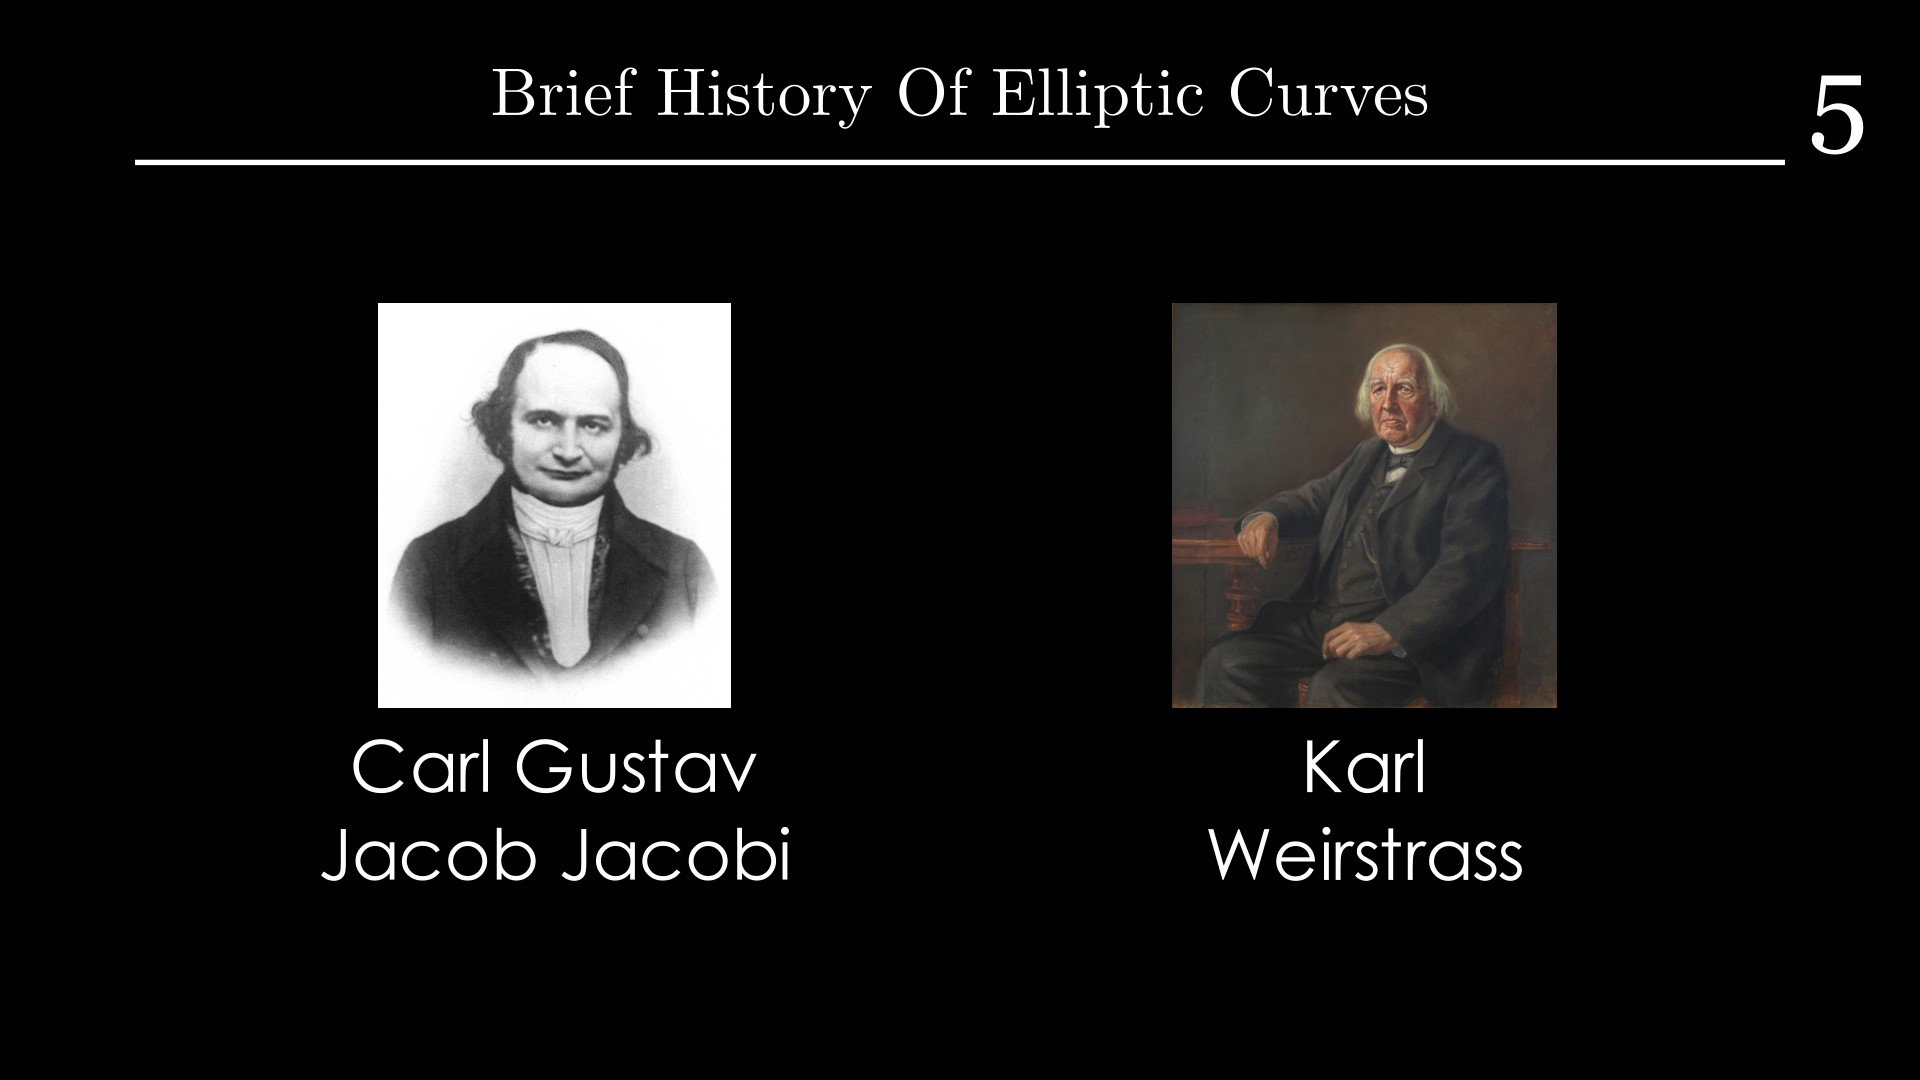 Brief History Of Elliptic Curves
5
Carl Gustav
Jacob Jacobi
Karl
Weirstrass